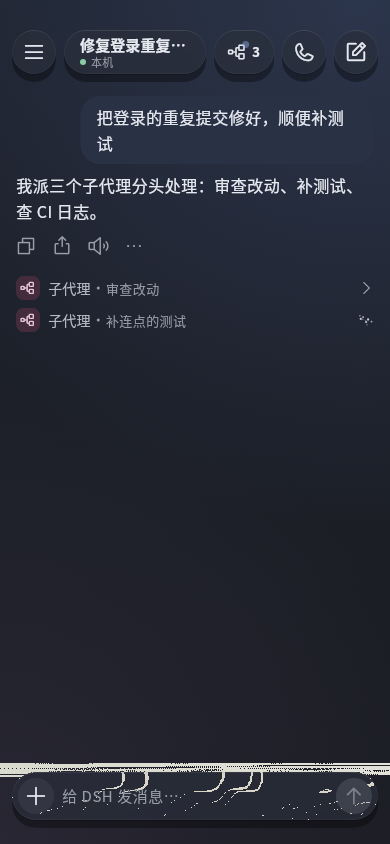 修复登录重复…
本机
3
把登录的重复提交修好，顺便补测
试
我派三个子代理分头处理：审查改动、补测试、
查 CI 日志。
子代理 · 审查改动
子代理 · 补连点的测试
给 DSH 发消息…